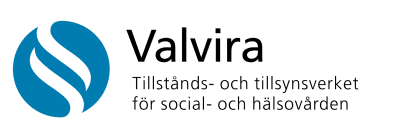 Valvira
Tillstånds- och tillsynsverket
för social- och hälsovården